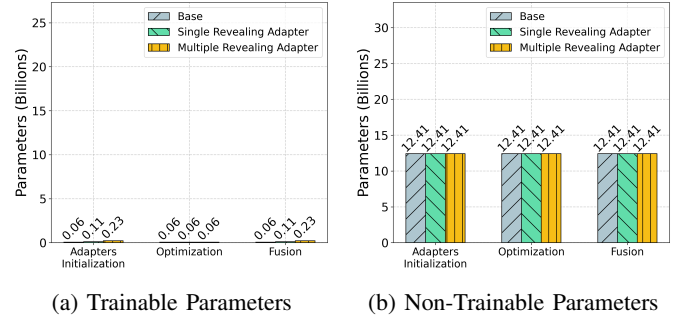 Parameters (Billions)
25
20
15
10
5
0
Base
Single Revealing Adapter
Multiple Revealing Adapter
0.06
0.11
0.23
0.06
0.06
0.06
0.06
0.11
0.23
Adapters
Initialization
Optimization
Fusion
(a) Trainable Parameters
Parameters (Billions)
30
25
20
15
10
5
0
Base
Single Revealing Adapter
Multiple Revealing Adapter
12.41
12.41
12.41
12.41
12.41
12.41
12.41
12.41
12.41
Adapters
Initialization
Optimization
Fusion
(b) Non-Trainable Parameters